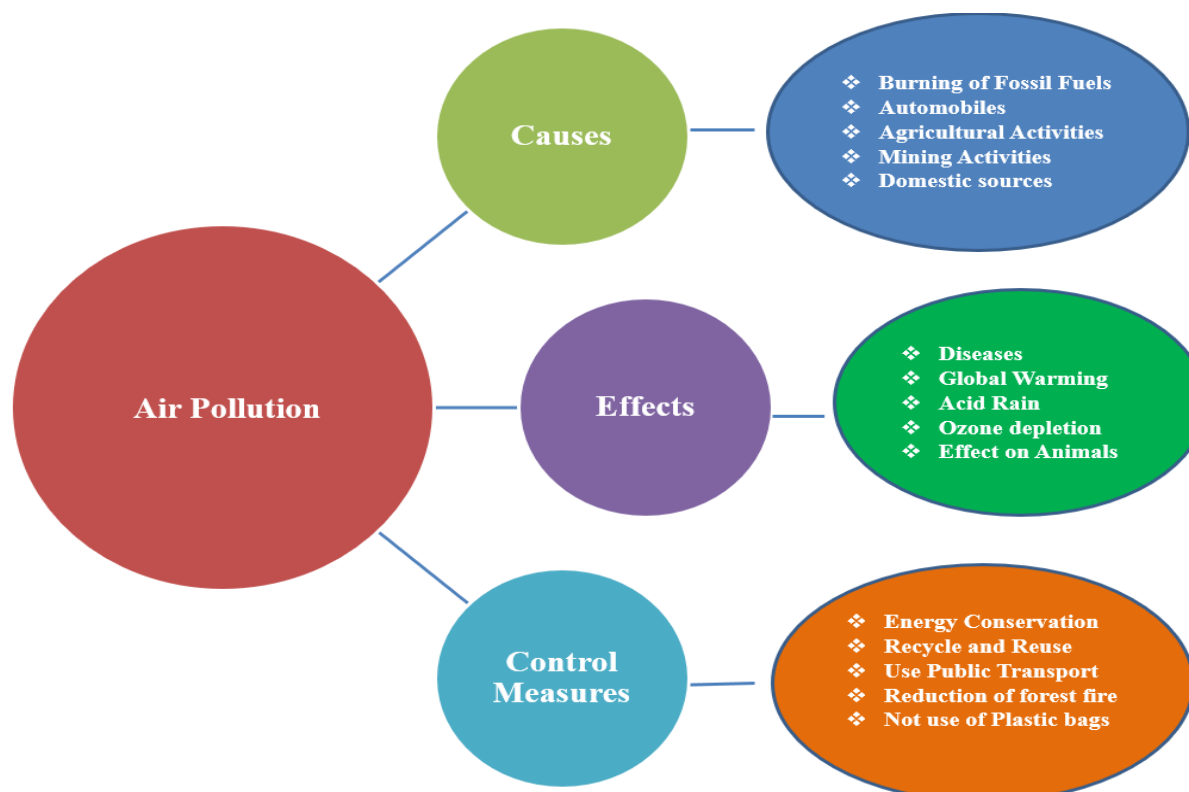 Air Pollution
Causes
❖ Burning of Fossil Fuels
❖ Automobiles
❖ Agricultural Activities
❖ Mining Activities
❖ Domestic sources
Effects
❖ Diseases
❖ Global Warming
❖ Acid Rain
❖ Ozone depletion
❖ Effect on Animals
Control
Measures
❖ Energy Conservation
❖ Recycle and Reuse
❖ Use Public Transport
❖ Reduction of forest fire
❖ Not use of Plastic bags